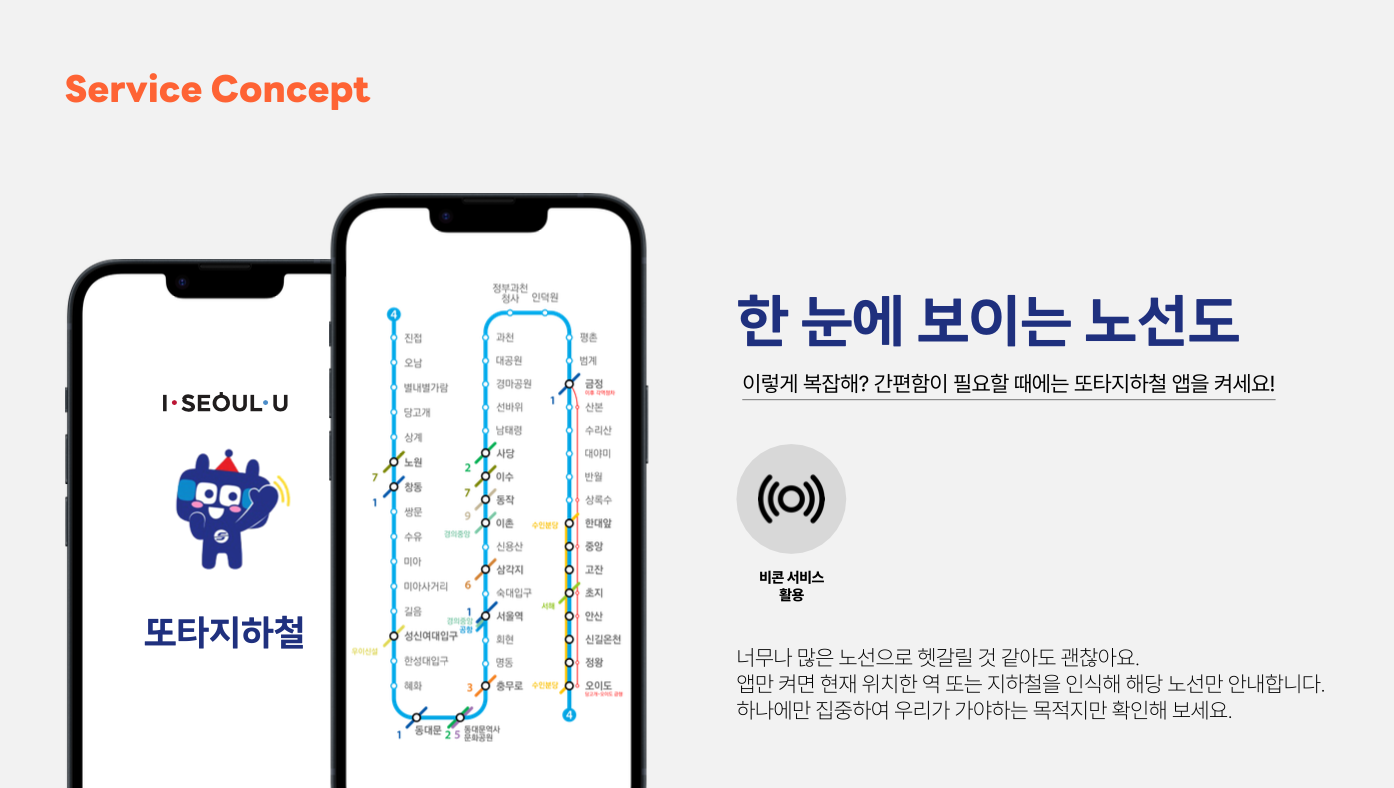 Service Concept
I·SEOUL·U
또타지하철
4
진접
오남
별내별가람
당고개
상계
노원
7
창동
1
쌍문
수유
미아
미아사거리
길음
성신여대입구
우이신설
한성대입구
혜화
1
동대문
2
5
동대문역사
문화공원
충무로
3
명동
회현
서울역
1
경의중앙
공항
숙대입구
삼각지
6
신용산
이촌
경의중앙
동작
9
이수
7
사당
2
남태령
선바위
경마공원
대공원
과천
정부과천
청사
인덕원
평촌
범계
금정
1
산본
수리산
대야미
반월
상록수
한대앞
수인분당
중앙
고잔
초지
서해
안산
신길온천
정왕
오이도
수인분당
4
한 눈에 보이는 노선도
이렇게 복잡해? 간편함이 필요할 때에는 또타지하철 앱을 켜세요!
비콘 서비스
활용
너무나 많은 노선으로 헷갈릴 것 같아도 괜찮아요.
앱만 켜면 현재 위치한 역 또는 지하철을 인식해 해당 노선만 안내합니다.
하나에만 집중하여 우리가 가야하는 목적지만 확인해 보세요.